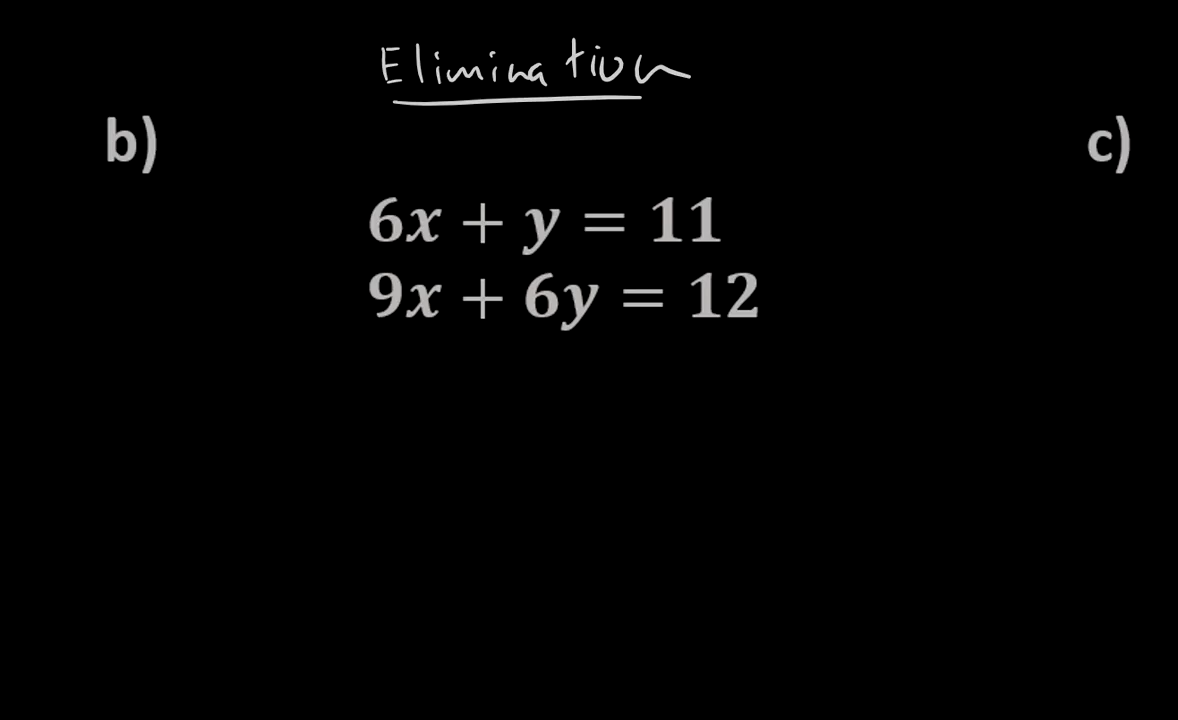 Elimination
b)
c)
6x + y = 11
9x + 6y = 12